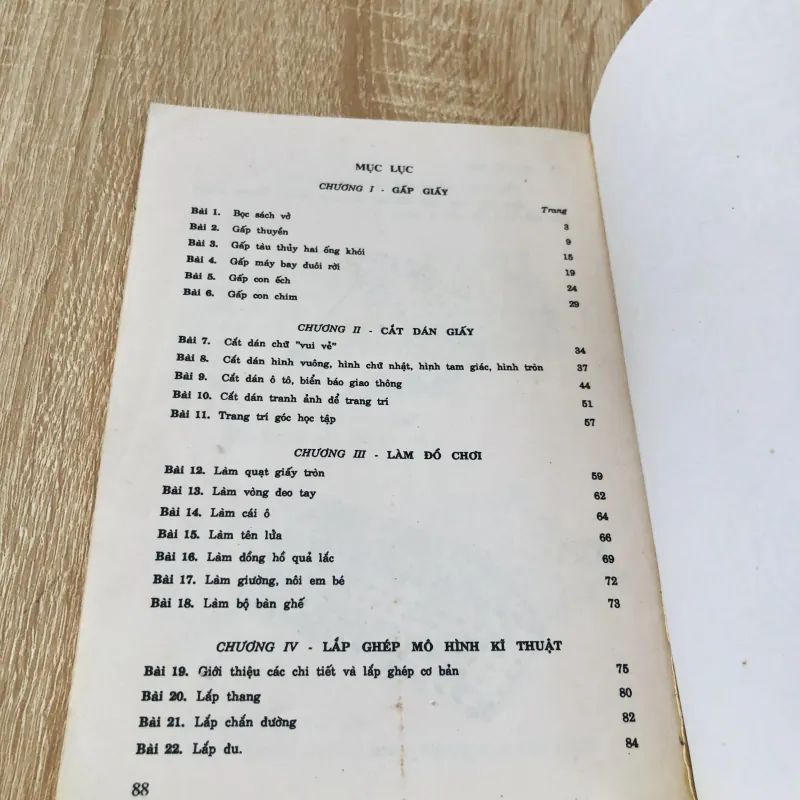 MỤC LỤC
CHƯƠNG I - GẤP GIẤY
Trang
Bài 1. Bọc sách vở 3
Bài 2. Gấp thuyền 9
Bài 3. Gấp tàu thủy hai ống khói 15
Bài 4. Gấp máy bay đuôi rời 19
Bài 5. Gấp con ếch 24
Bài 6. Gấp con chim 29
CHƯƠNG II - CẮT DÁN GIẤY
Bài 7. Cắt dán chữ "vui vẻ" 34
Bài 8. Cắt dán hình vuông, hình chữ nhật, hình tam giác, hình tròn 37
Bài 9. Cắt dán ô tô, biển báo giao thông 44
Bài 10. Cắt dán tranh ảnh để trang trí 51
Bài 11. Trang trí góc học tập 57
CHƯƠNG III - LÀM ĐỒ CHƠI
Bài 12. Làm quạt giấy tròn 59
Bài 13. Làm vòng đeo tay 62
Bài 14. Làm cái ô 64
Bài 15. Làm tên lửa 66
Bài 16. Làm đồng hồ quả lắc 69
Bài 17. Làm giường, nôi em bé 72
Bài 18. Làm bộ bàn ghế 73
CHƯƠNG IV - LẮP GHÉP MÔ HÌNH KĨ THUẬT
Bài 19. Giới thiệu các chi tiết và lắp ghép cơ bản 75
Bài 20. Lắp thang 80
Bài 21. Lắp chắn đường 82
Bài 22. Lắp đu. 84
88